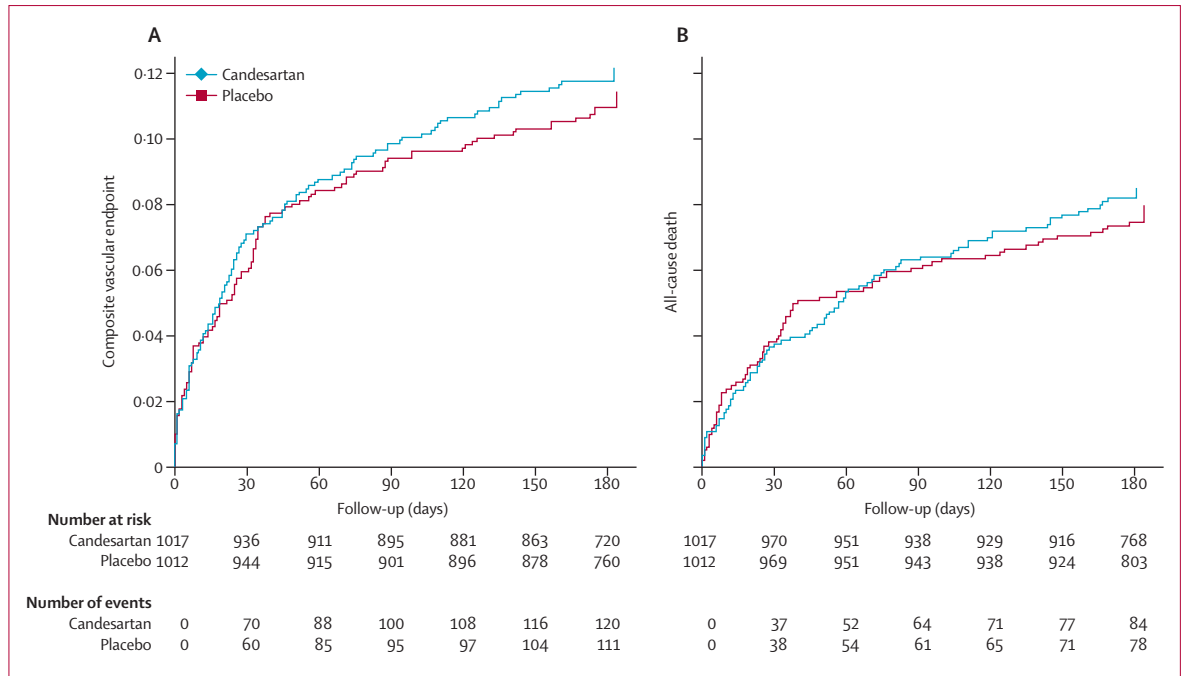 A
Candesartan
Placebo
0·12
0·10
0·08
0·06
0·04
0·02
0
Composite vascular endpoint
0 30 60 90 120 150 180
Follow-up (days)
B
All-cause death
0 30 60 90 120 150 180
Follow-up (days)
Number at risk
Candesartan 1017 936 911 895 881 863 720 1017 970 951 938 929 916 768
Placebo 1012 944 915 901 896 878 760 1012 969 951 943 938 924 803
Number of events
Candesartan 0 70 88 100 108 116 120 0 37 52 64 71 77 84
Placebo 0 60 85 95 97 104 111 0 38 54 61 65 71 78